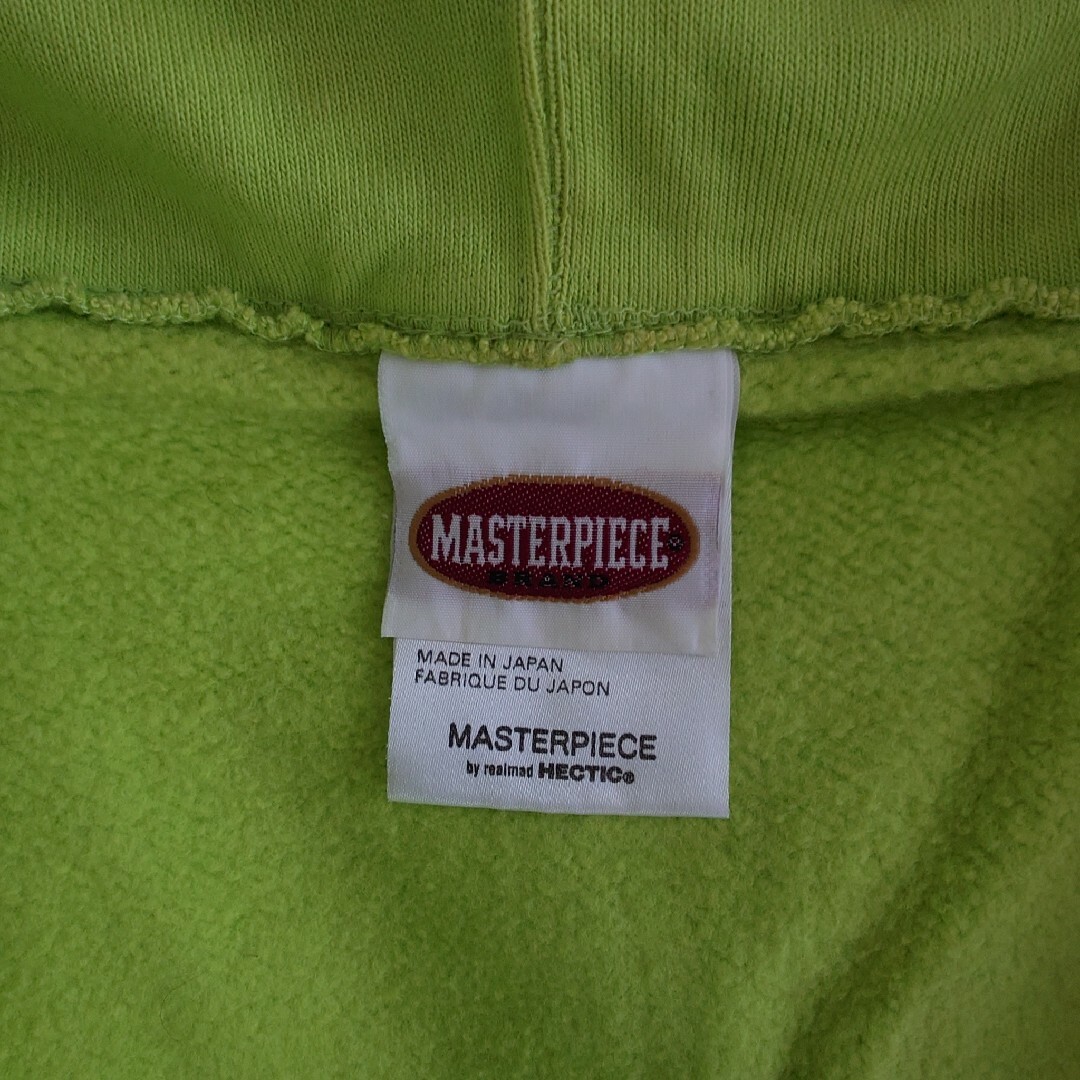 MASTERPIECE®
BRAND
MADE IN JAPAN
FABRIQUE DU JAPON
MASTERPIECE
by realmad HECTIC®